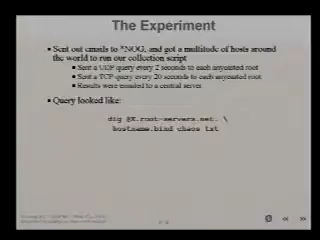 The Experiment
Sent out emails to *NOG, and got a multitude of hosts around
the world to run our collection script
Sent a UDP query every 2 seconds to each anycasted root
Sent a TCP query every 20 seconds to each anycasted root
Results were emailed to a central server
Query looked like:
dig @X.root-servers.net. \
hostname.bind chaos txt